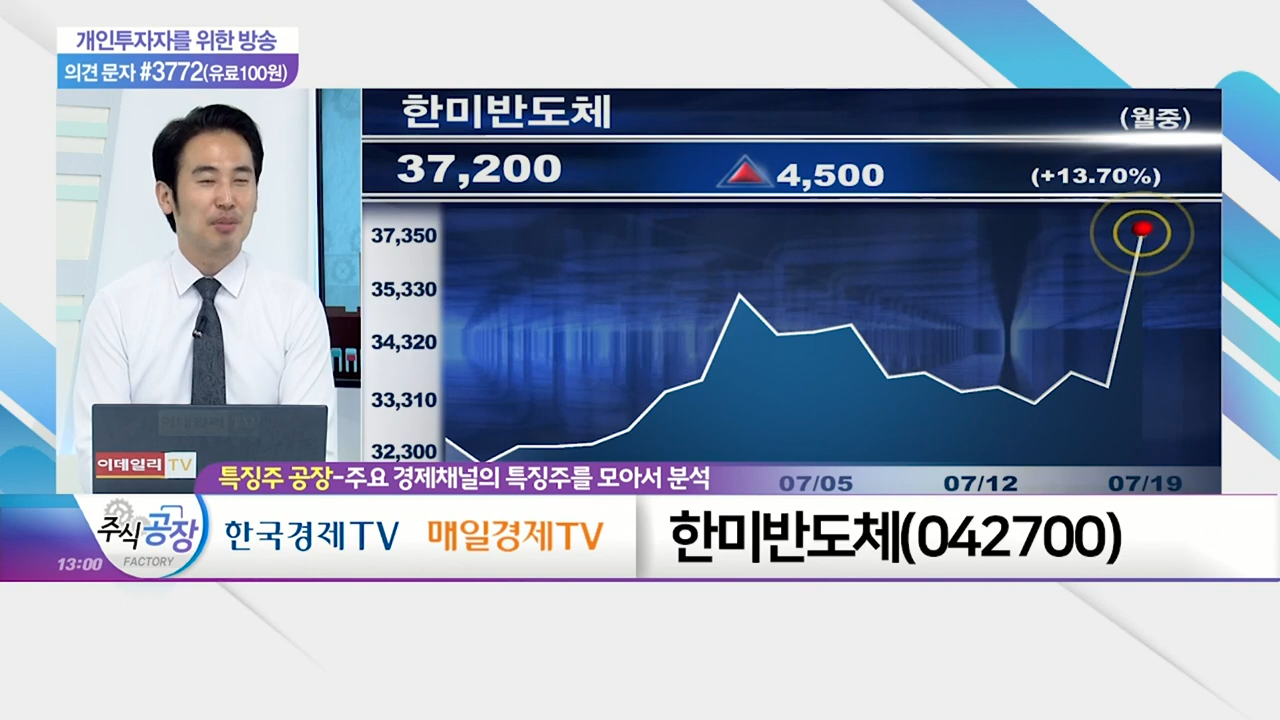 개인투자자를 위한 방송
의견 문자 #3772(유료100원)
한미반도체
(월중)
37,200
4,500
(+13.70%)
37,350
35,330
34,320
33,310
32,300
07/05
07/12
07/19
이데일리 TV
특징주 공장-주요 경제채널의 특징주를 모아서 분석
주식공장
FACTORY
13:00
한국경제TV
매일경제TV
한미반도체(042700)